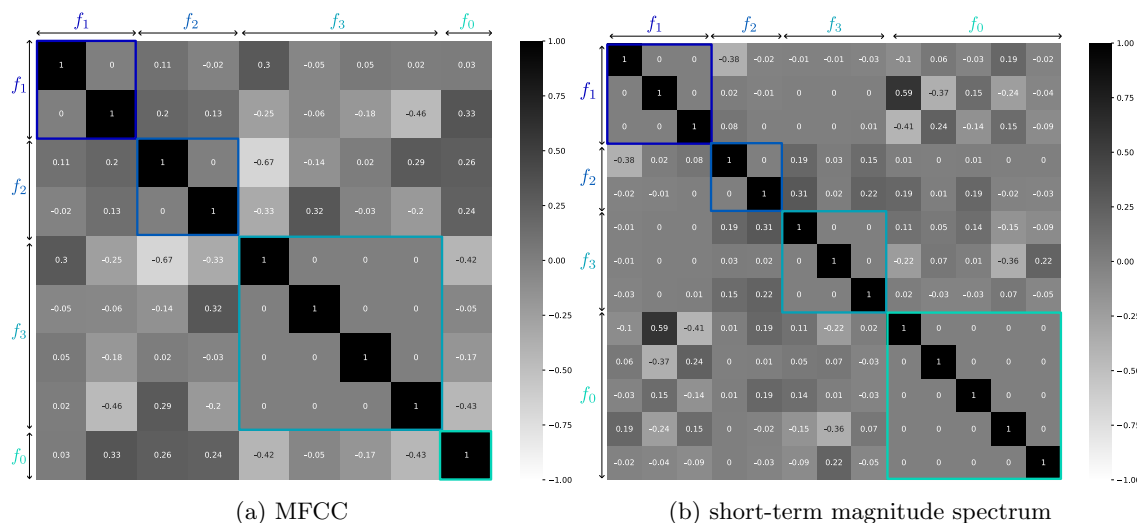 f1 f2 f3 f0
f1
1 0 0.11 -0.02 0.3 -0.05 0.05 0.02 0.03
0 1 0.2 0.13 -0.25 -0.06 -0.18 -0.46 0.33
f2
0.11 0.2 1 0 -0.67 -0.14 0.02 0.29 0.26
-0.02 0.13 0 1 -0.33 0.32 -0.03 -0.2 0.24
f3
0.3 -0.25 -0.67 -0.33 1 0 0 0 -0.42
-0.05 -0.06 -0.14 0.32 0 1 0 0 -0.05
0.05 -0.18 0.02 -0.03 0 0 1 0 -0.17
0.02 -0.46 0.29 -0.2 0 0 0 1 -0.43
f0
0.03 0.33 0.26 0.24 -0.42 -0.05 -0.17 -0.43 1
1.00
0.75
0.50
0.25
0.00
−0.25
−0.50
−0.75
−1.00
(a) MFCC
f1 f2 f3 f0
f1
1 0 0 -0.38 -0.02 -0.01 -0.01 -0.03 -0.1 0.06 -0.03 0.19 -0.02
0 1 0 0.02 -0.01 0 0 0 0.59 -0.37 0.15 -0.24 -0.04
0 0 1 0.08 0 0 0 0.01 -0.41 0.24 -0.14 0.15 -0.09
f2
-0.38 0.02 0.08 1 0 0.19 0.03 0.15 0.01 0 0.01 0 0
-0.02 -0.01 0 0 1 0.31 0.02 0.22 0.19 0.01 0.19 -0.02 -0.03
f3
-0.01 0 0 0.19 0.31 1 0 0 0.11 0.05 0.14 -0.15 -0.09
-0.01 0 0 0.03 0.02 0 1 0 -0.22 0.07 0.01 -0.36 0.22
-0.03 0 0.01 0.15 0.22 0 0 1 0.02 -0.03 -0.03 0.07 -0.05
f0
-0.1 0.59 -0.41 0.01 0.19 0.11 -0.22 0.02 1 0 0 0 0
0.06 -0.37 0.24 0 0.01 0.05 0.07 -0.03 0 1 0 0 0
-0.03 0.15 -0.14 0.01 0.19 0.14 0.01 -0.03 0 0 1 0 0
0.19 -0.24 0.15 0 -0.02 -0.15 -0.36 0.07 0 0 0 1 0
-0.02 -0.04 -0.09 0 -0.03 -0.09 0.22 -0.05 0 0 0 0 1
1.00
0.75
0.50
0.25
0.00
−0.25
−0.50
−0.75
−1.00
(b) short-term magnitude spectrum